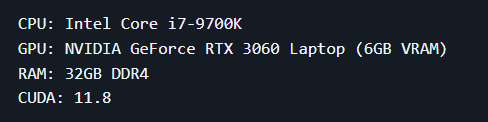 CPU: Intel Core i7-9700K
GPU: NVIDIA GeForce RTX 3060 Laptop (6GB VRAM)
RAM: 32GB DDR4
CUDA: 11.8